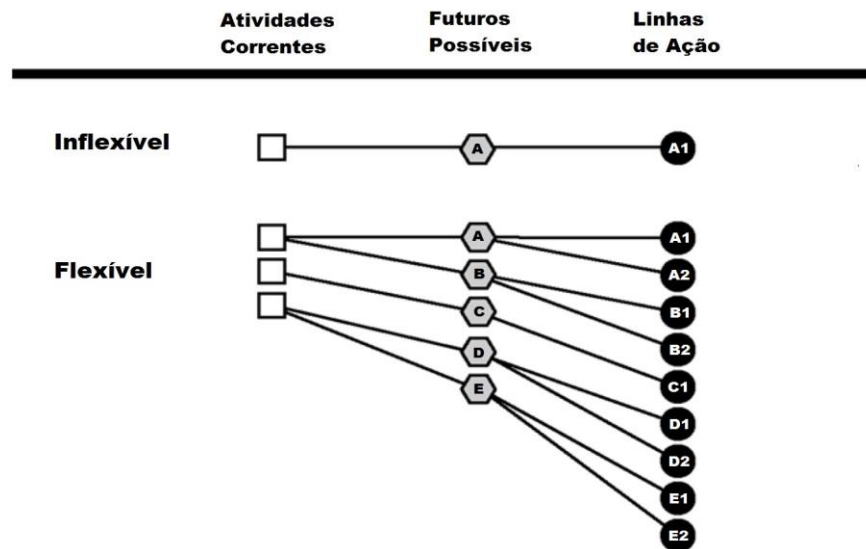 Atividades
Correntes
Futuros
Possíveis
Linhas
de Ação
Inflexível
A
A1
Flexível
A
B
C
D
E
A1
A2
B1
B2
C1
D1
D2
E1
E2